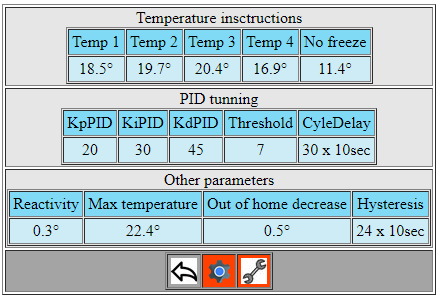 Temperature insctructions
Temp 1 Temp 2 Temp 3 Temp 4 No freeze
18.5° 19.7° 20.4° 16.9° 11.4°
PID tunning
KpPID KiPID KdPID Threshold CyleDelay
20 30 45 7 30 x 10sec
Other parameters
Reactivity Max temperature Out of home decrease Hysteresis
0.3° 22.4° 0.5° 24 x 10sec